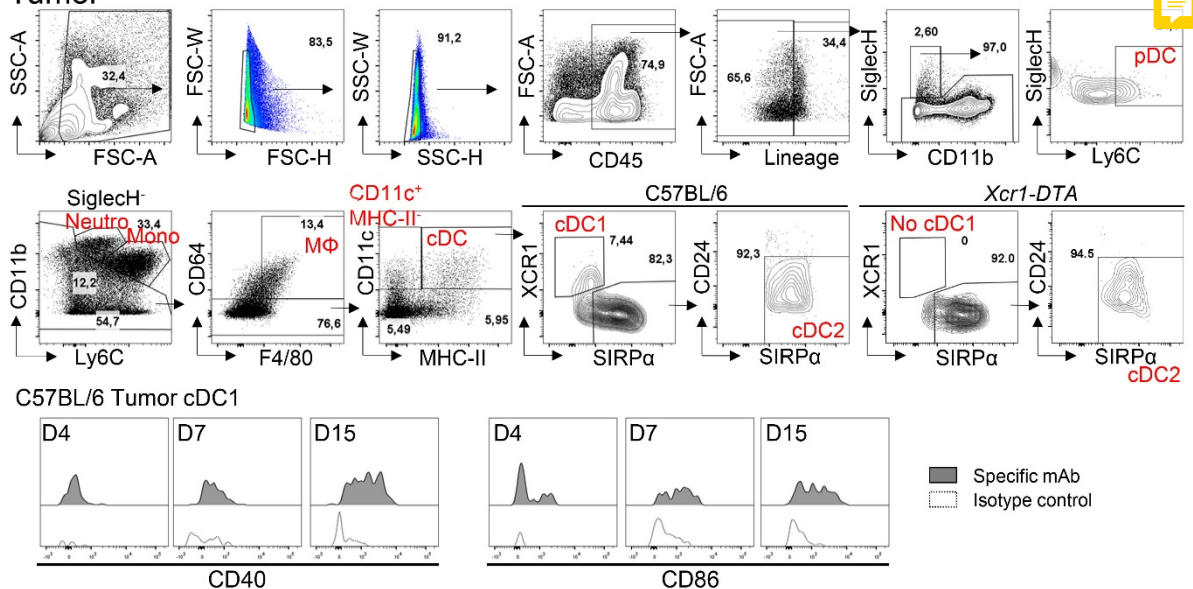 Tumor
SSC-A
32,4
FSC-A
FSC-W
83,5
FSC-H
SSC-W
91,2
SSC-H
FSC-A
74,9
CD45
FSC-A
65,6
34,4
Lineage
SiglecH
2,60
97,0
CD11b
SiglecH
pDC
Ly6C
SiglecH-
CD11b
Neutro
33,4
Mono
12,2
54,7
Ly6C
CD64
13,4
MΦ
76,6
F4/80
CD11c+
MHC-II-
CD11c
cDC
5,49
5,95
MHC-II
C57BL/6
XCR1
cDC1
7,44
82,3
SIRPα
CD24
92,3
cDC2
SIRPα
Xcr1-DTA
XCR1
No cDC1
0
92.0
SIRPα
CD24
94.5
SIRPα
cDC2
C57BL/6 Tumor cDC1
D4
D7
D15
CD40
D4
D7
D15
CD86
Specific mAb
Isotype control